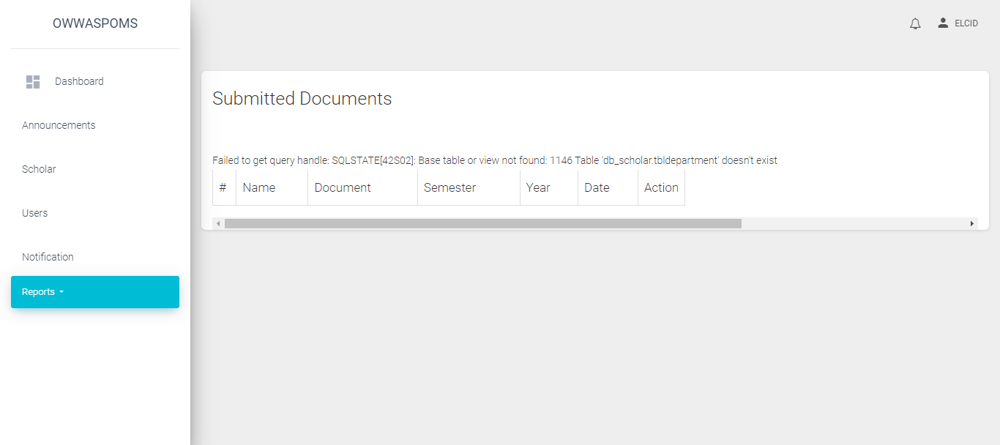 OWWASPOMS
ELCID
Dashboard
Announcements
Scholar
Users
Notification
Reports
Submitted Documents
Failed to get query handle: SQLSTATE[42S02]: Base table or view not found: 1146 Table 'db_scholar.tbldepartment' doesn't exist
# Name Document Semester Year Date Action